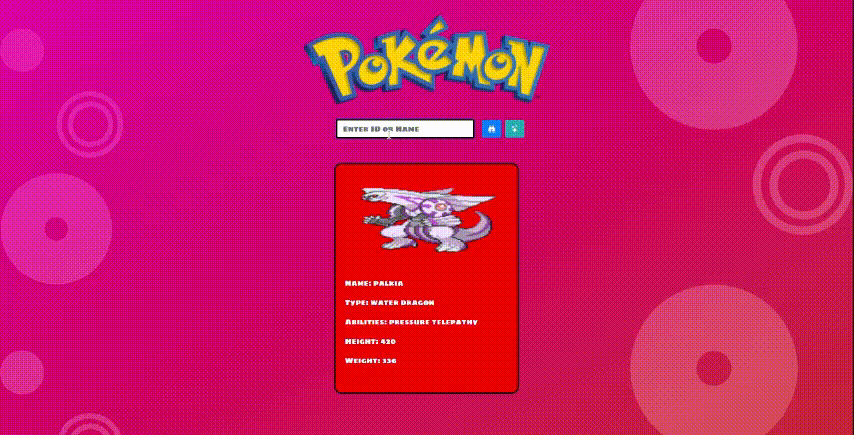 POKéMON
Enter ID or Name
Name: palkia
Type: water dragon
Abilities: pressure telepathy
Height: 420
Weight: 336